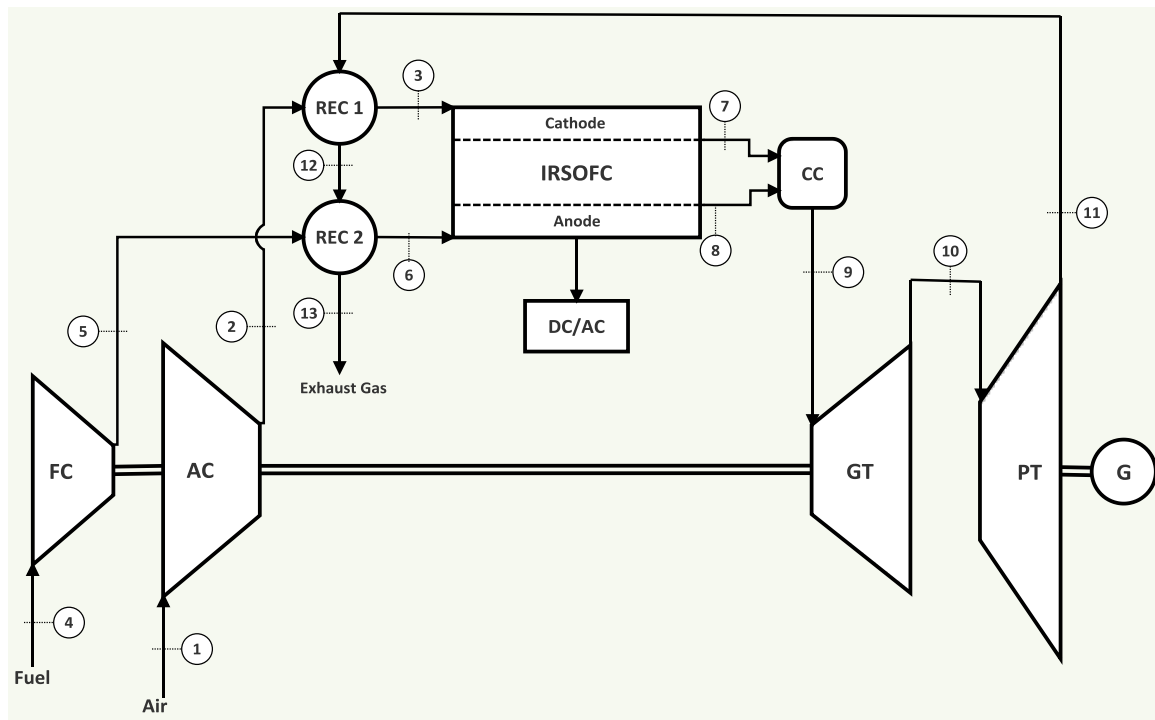 3
7
REC 1
Cathode
12
IRSOFC
CC
11
REC 2
Anode
6
8
10
9
13
5
2
DC/AC
Exhaust Gas
FC
AC
GT
PT
G
4
1
Fuel
Air